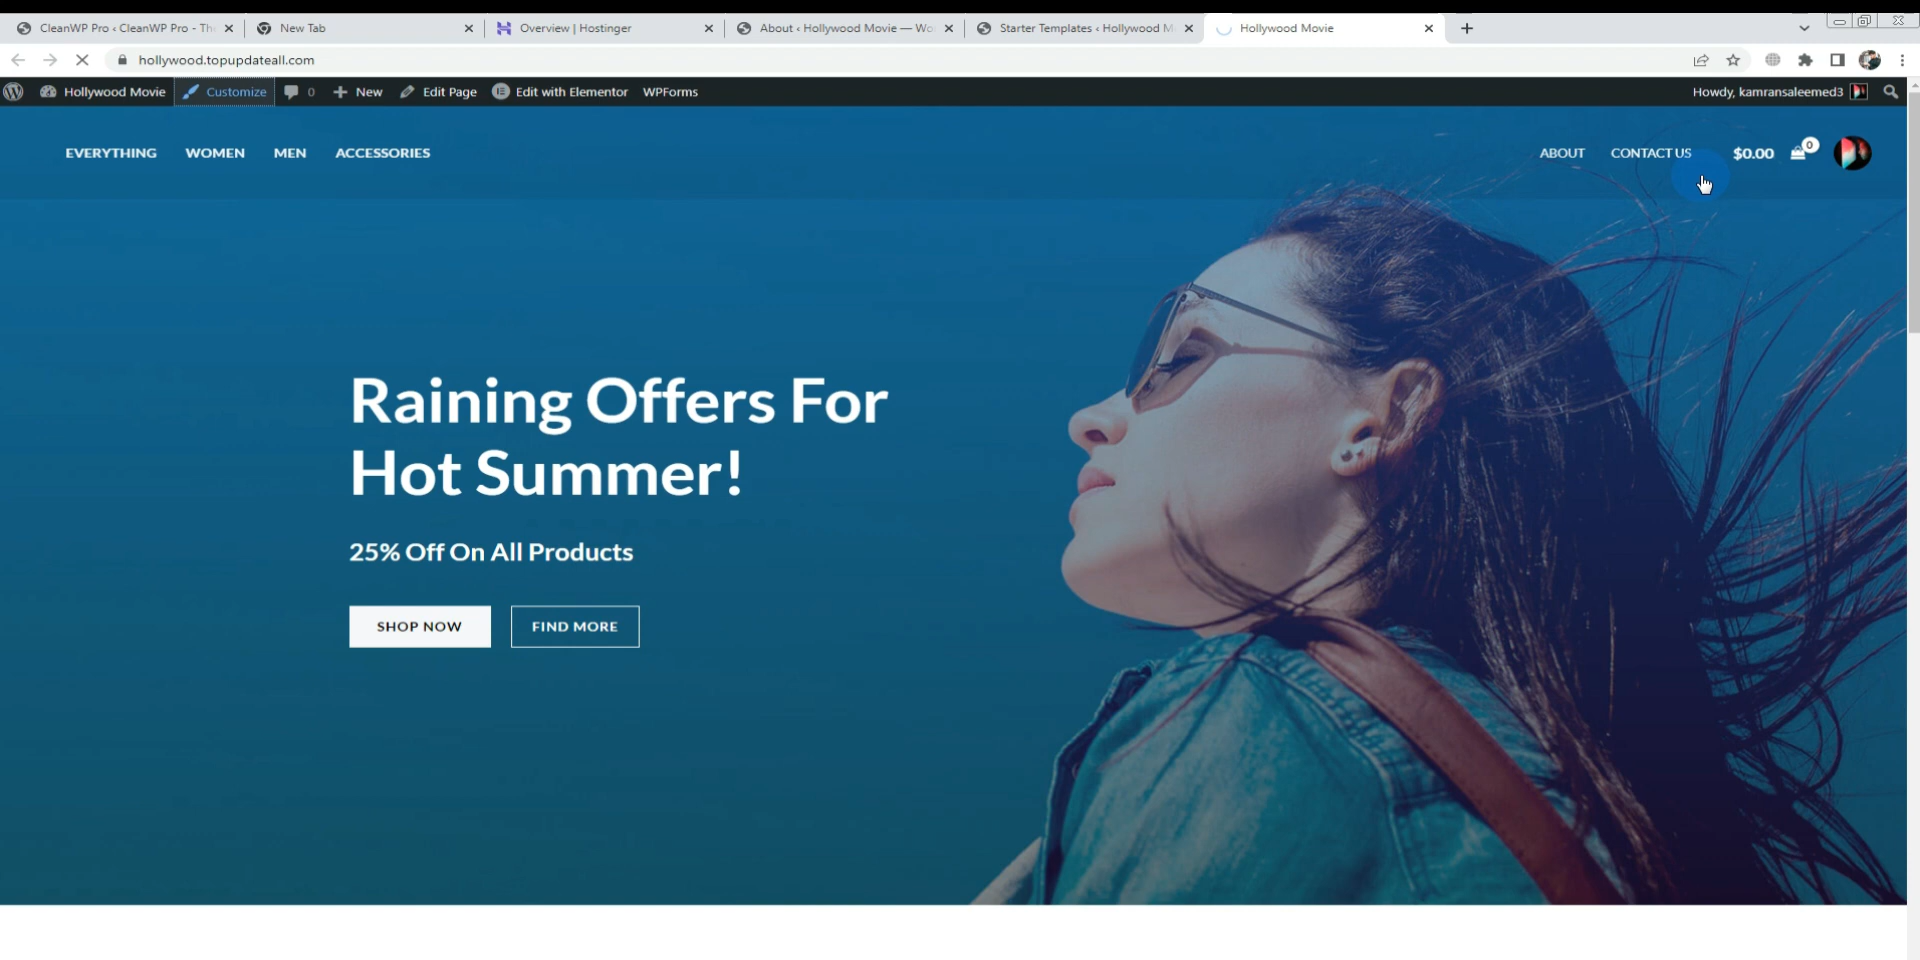 CleanWP Pro ‹ CleanWP Pro - Th
New Tab
Overview | Hostinger
About ‹ Hollywood Movie — Wo
Starter Templates ‹ Hollywood M
Hollywood Movie
hollywood.topupdateall.com
Hollywood Movie
Customize
0
New
Edit Page
Edit with Elementor
WPForms
Howdy, kamransaleemed3
EVERYTHING
WOMEN
MEN
ACCESSORIES
ABOUT
CONTACT US
$0.00
0
Raining Offers For
Hot Summer!
25% Off On All Products
SHOP NOW
FIND MORE